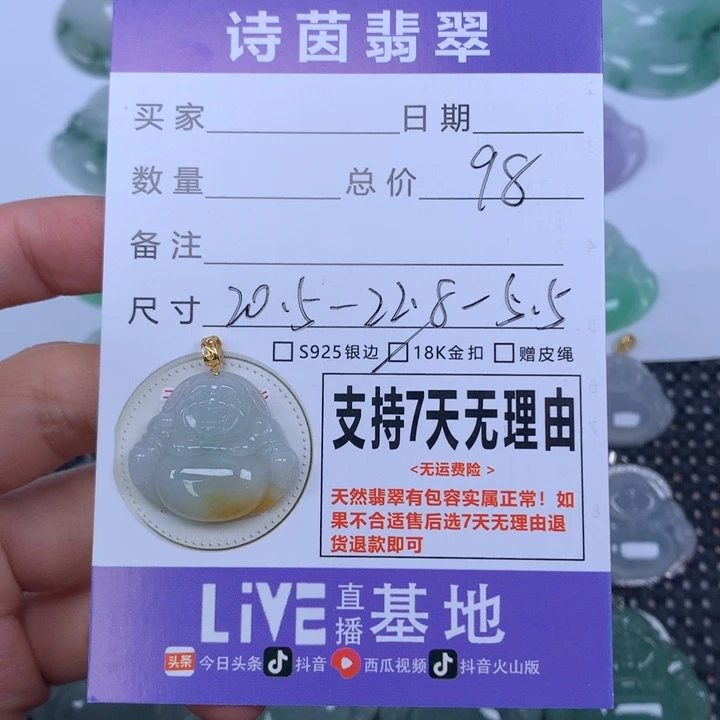 诗茵翡翠
买家 日期
数量 总价 98
备注
尺寸 20.5-22.8-5.5
S925银边 18K金扣 赠皮绳
支持7天无理由
<无运费险>
天然翡翠有包容实属正常！如
果不合适售后选7天无理由退
货退款即可
LiVE直播基地
头条 今日头条 抖音 西瓜视频 抖音火山版